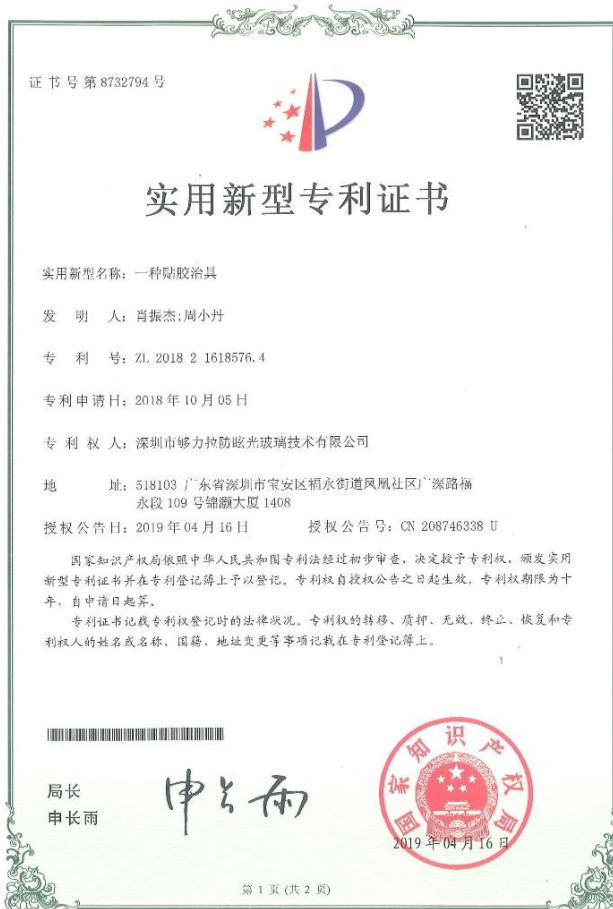 证书号第8732794号
实用新型专利证书
实用新型名称：一种贴胶治具
发明人：肖振杰;周小丹
专利号：ZL 2018 2 1618576.4
专利申请日：2018年10月05日
专利权人：深圳市够力拉防眩光玻璃技术有限公司
地址：518103 广东省深圳市宝安区福永街道凤凰社区广深路福
永段109号锦灏大厦1408
授权公告日：2019年04月16日 授权公告号：CN 208746338 U
国家知识产权局依照中华人民共和国专利法经过初步审查，决定授予专利权，颁发实用
新型专利证书并在专利登记簿上予以登记。专利权自授权公告之日起生效。专利权期限为十
年，自申请日起算。
专利证书记载专利权登记时的法律状况。专利权的转移、质押、无效、终止、恢复和专
利权人的姓名或名称、国籍、地址变更等事项记载在专利登记簿上。
局长
申长雨
申长雨
国家知识产权局
2019年04月16日
第1页(共2页)